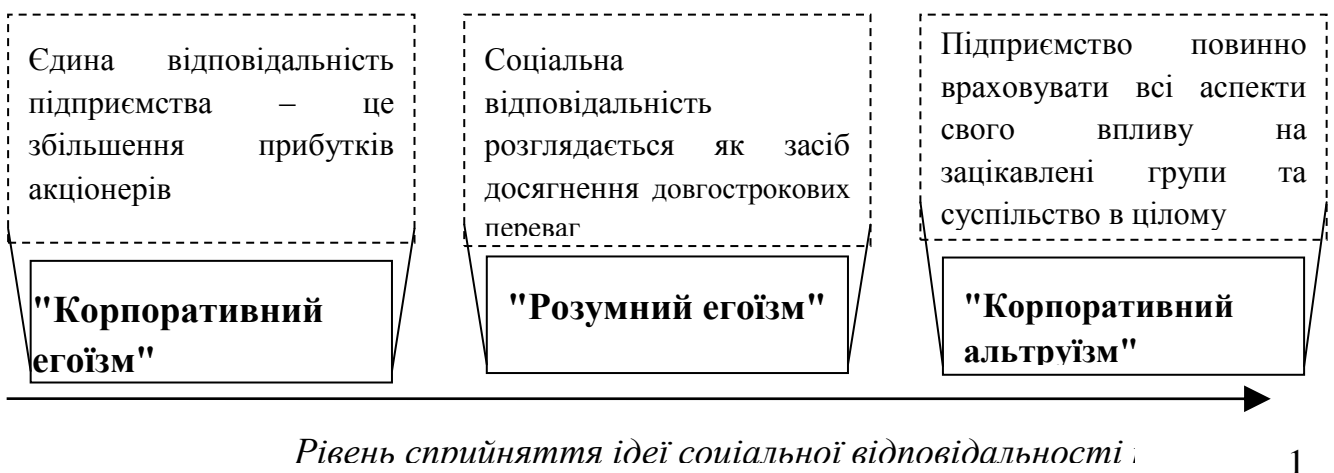 Єдина відповідальність
підприємства – це
збільшення прибутків
акціонерів
Соціальна
відповідальність
розглядається як засіб
досягнення довгострокових
переваг
Підприємство повинно
враховувати всі аспекти
свого впливу на
зацікавлені групи та
суспільство в цілому
"Корпоративний
егоїзм"
"Розумний егоїзм"
"Корпоративний
альтруїзм"
Рівень сприйняття ідеї соціальної відповідальності
1